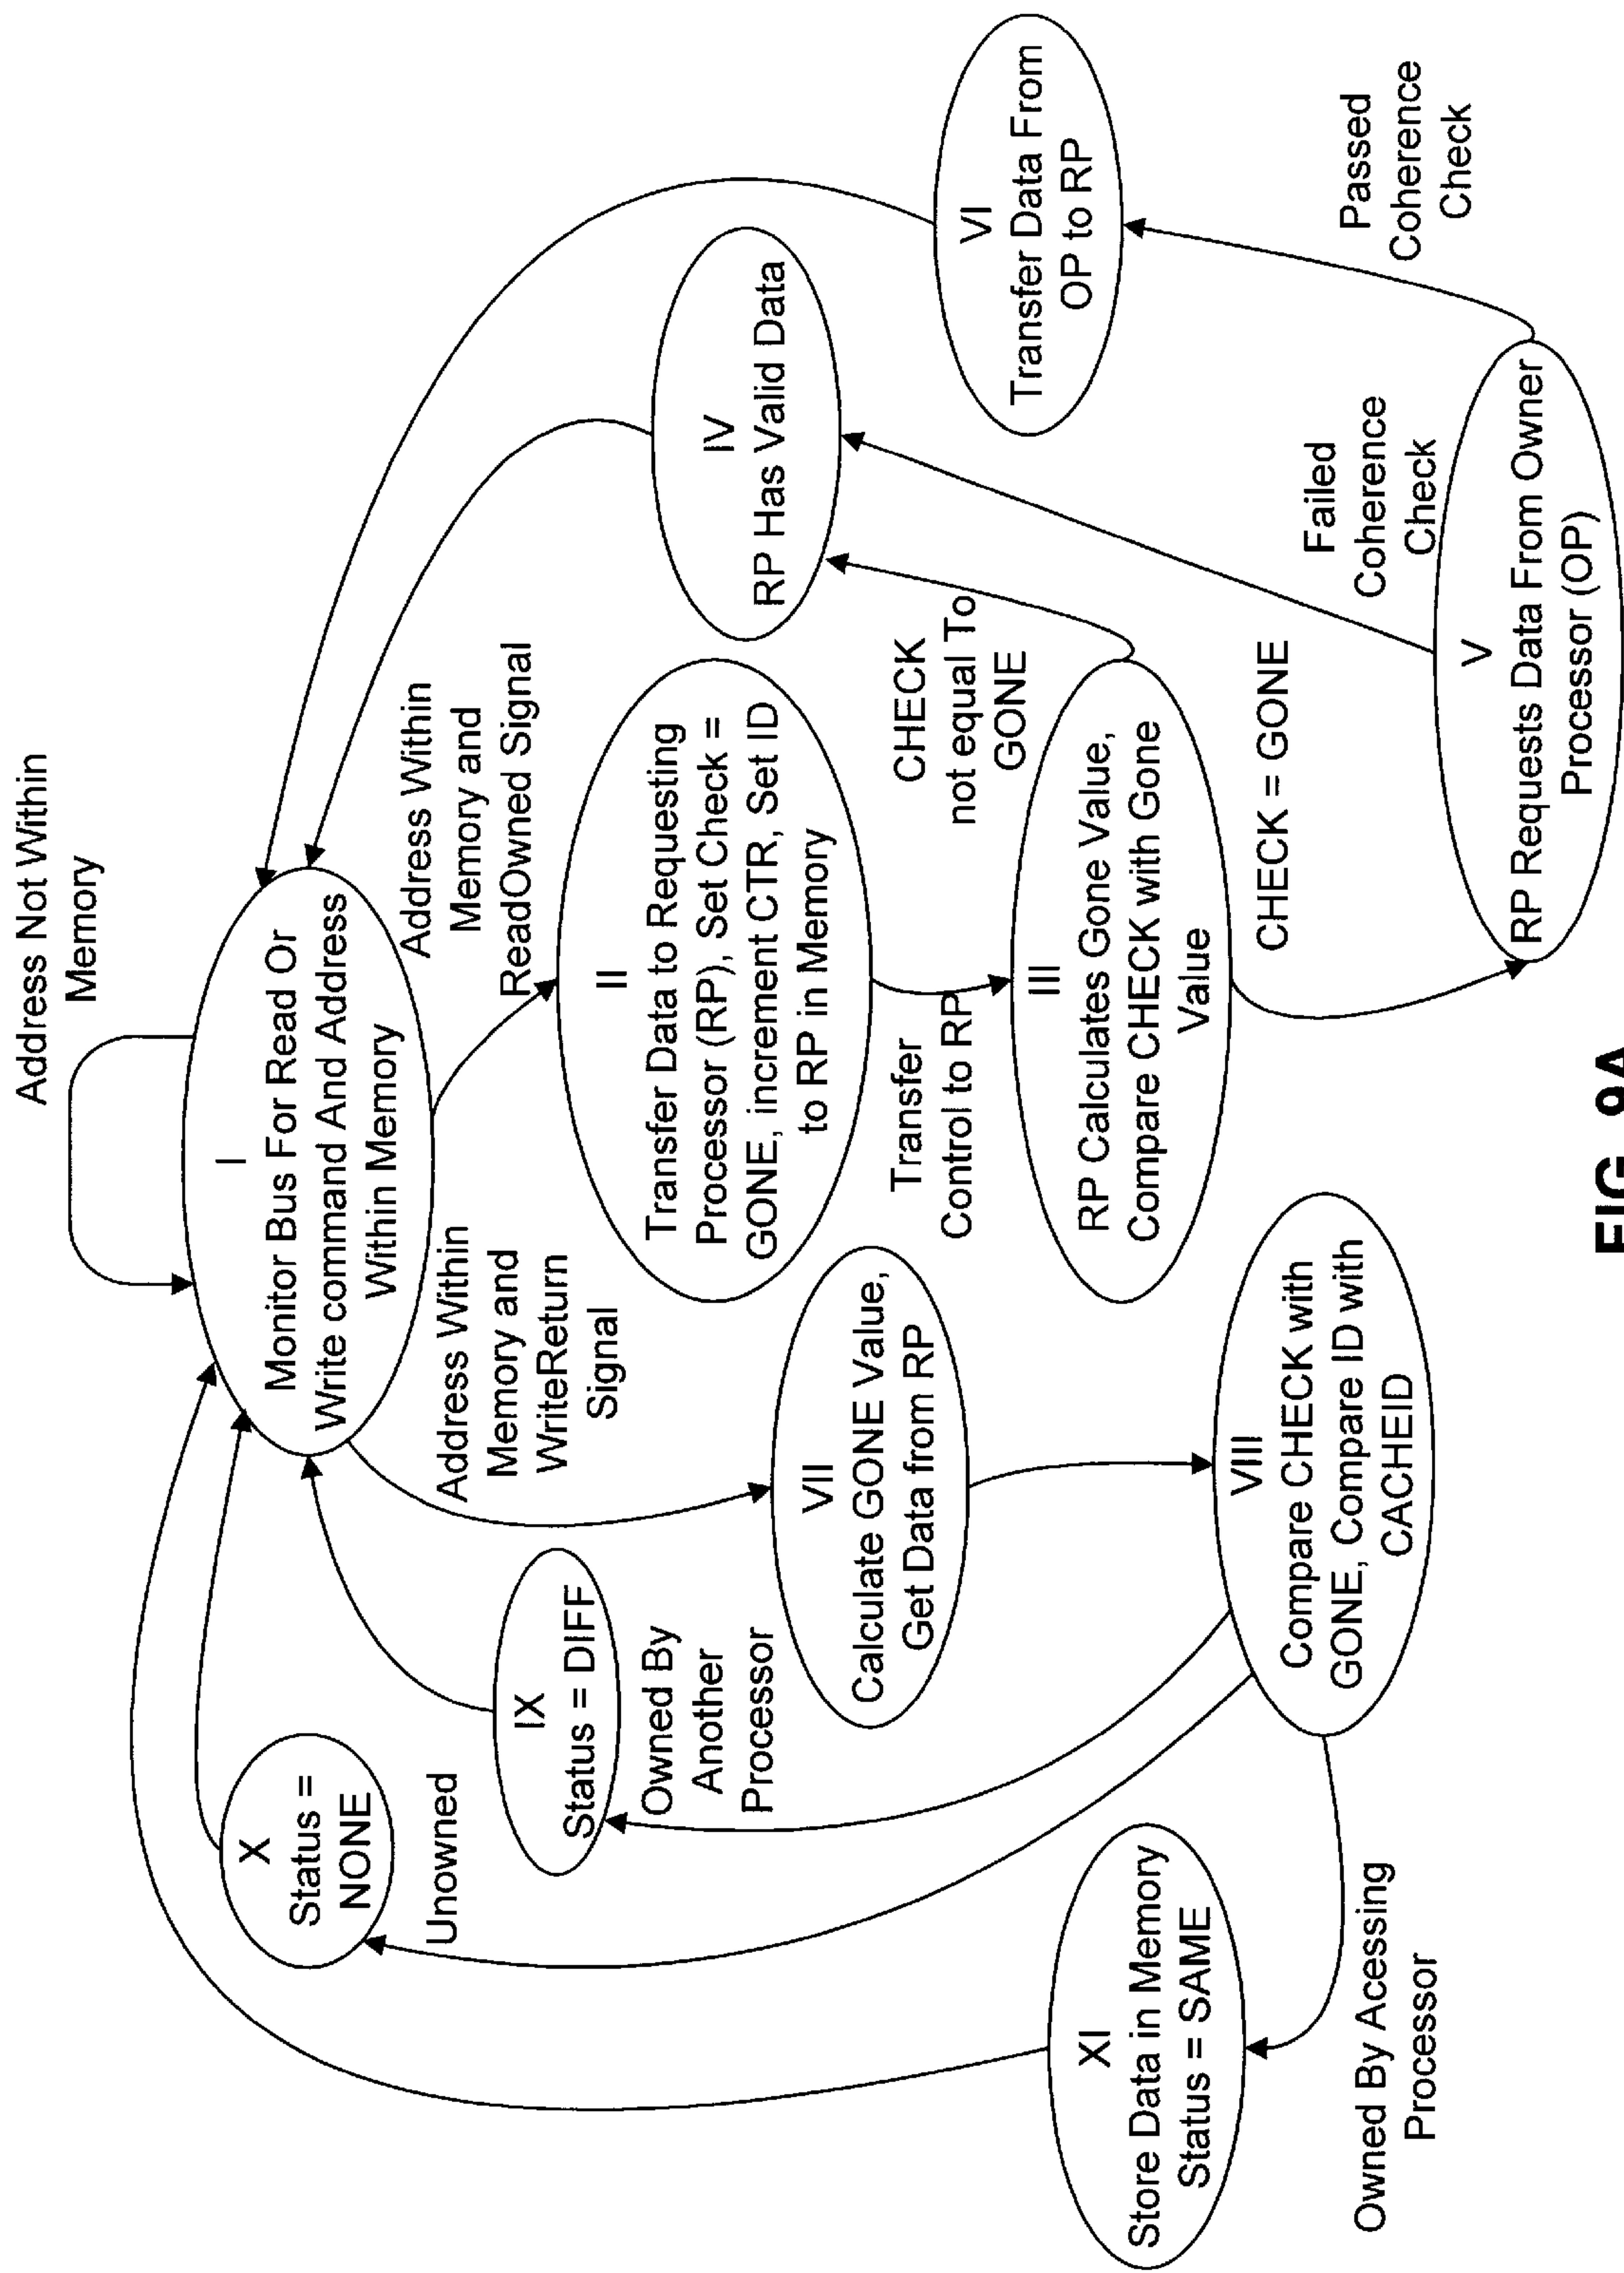 Address Not Within
Memory
I
Monitor Bus For Read Or
Write command And Address
Within Memory
Address Within
Memory and
ReadOwned Signal
Address Within
Memory and
WriteReturn
Signal
X
Status =
NONE
Unowned
IX
Status = DIFF
Owned By
Another
Processor
II
Transfer Data to Requesting
Processor (RP), Set Check =
GONE, increment CTR, Set ID
to RP in Memory
IV
RP Has Valid Data
VI
Transfer Data From
OP to RP
VII
Calculate GONE Value,
Get Data from RP
Transfer
Control to RP
CHECK
not equal To
GONE
III
RP Calculates Gone Value,
Compare CHECK with Gone
Value
XI
Store Data in Memory
Status = SAME
VIII
Compare CHECK with
GONE, Compare ID with
CACHEID
CHECK = GONE
Failed
Coherence
Check
Passed
Coherence
Check
Owned By Acessing
Processor
V
RP Requests Data From Owner
Processor (OP)
FIG. 9A